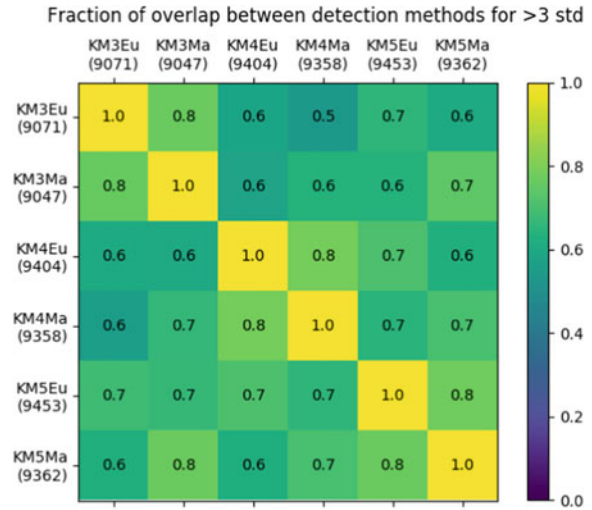 Fraction of overlap between detection methods for >3 std
KM3Eu KM3Ma KM4Eu KM4Ma KM5Eu KM5Ma
(9071) (9047) (9404) (9358) (9453) (9362)
KM3Eu
(9071)
1.0 0.8 0.6 0.5 0.7 0.6
KM3Ma
(9047)
0.8 1.0 0.6 0.6 0.6 0.7
KM4Eu
(9404)
0.6 0.6 1.0 0.8 0.7 0.6
KM4Ma
(9358)
0.6 0.7 0.8 1.0 0.7 0.7
KM5Eu
(9453)
0.7 0.7 0.7 0.7 1.0 0.8
KM5Ma
(9362)
0.6 0.8 0.6 0.7 0.8 1.0
1.0
0.8
0.6
0.4
0.2
0.0